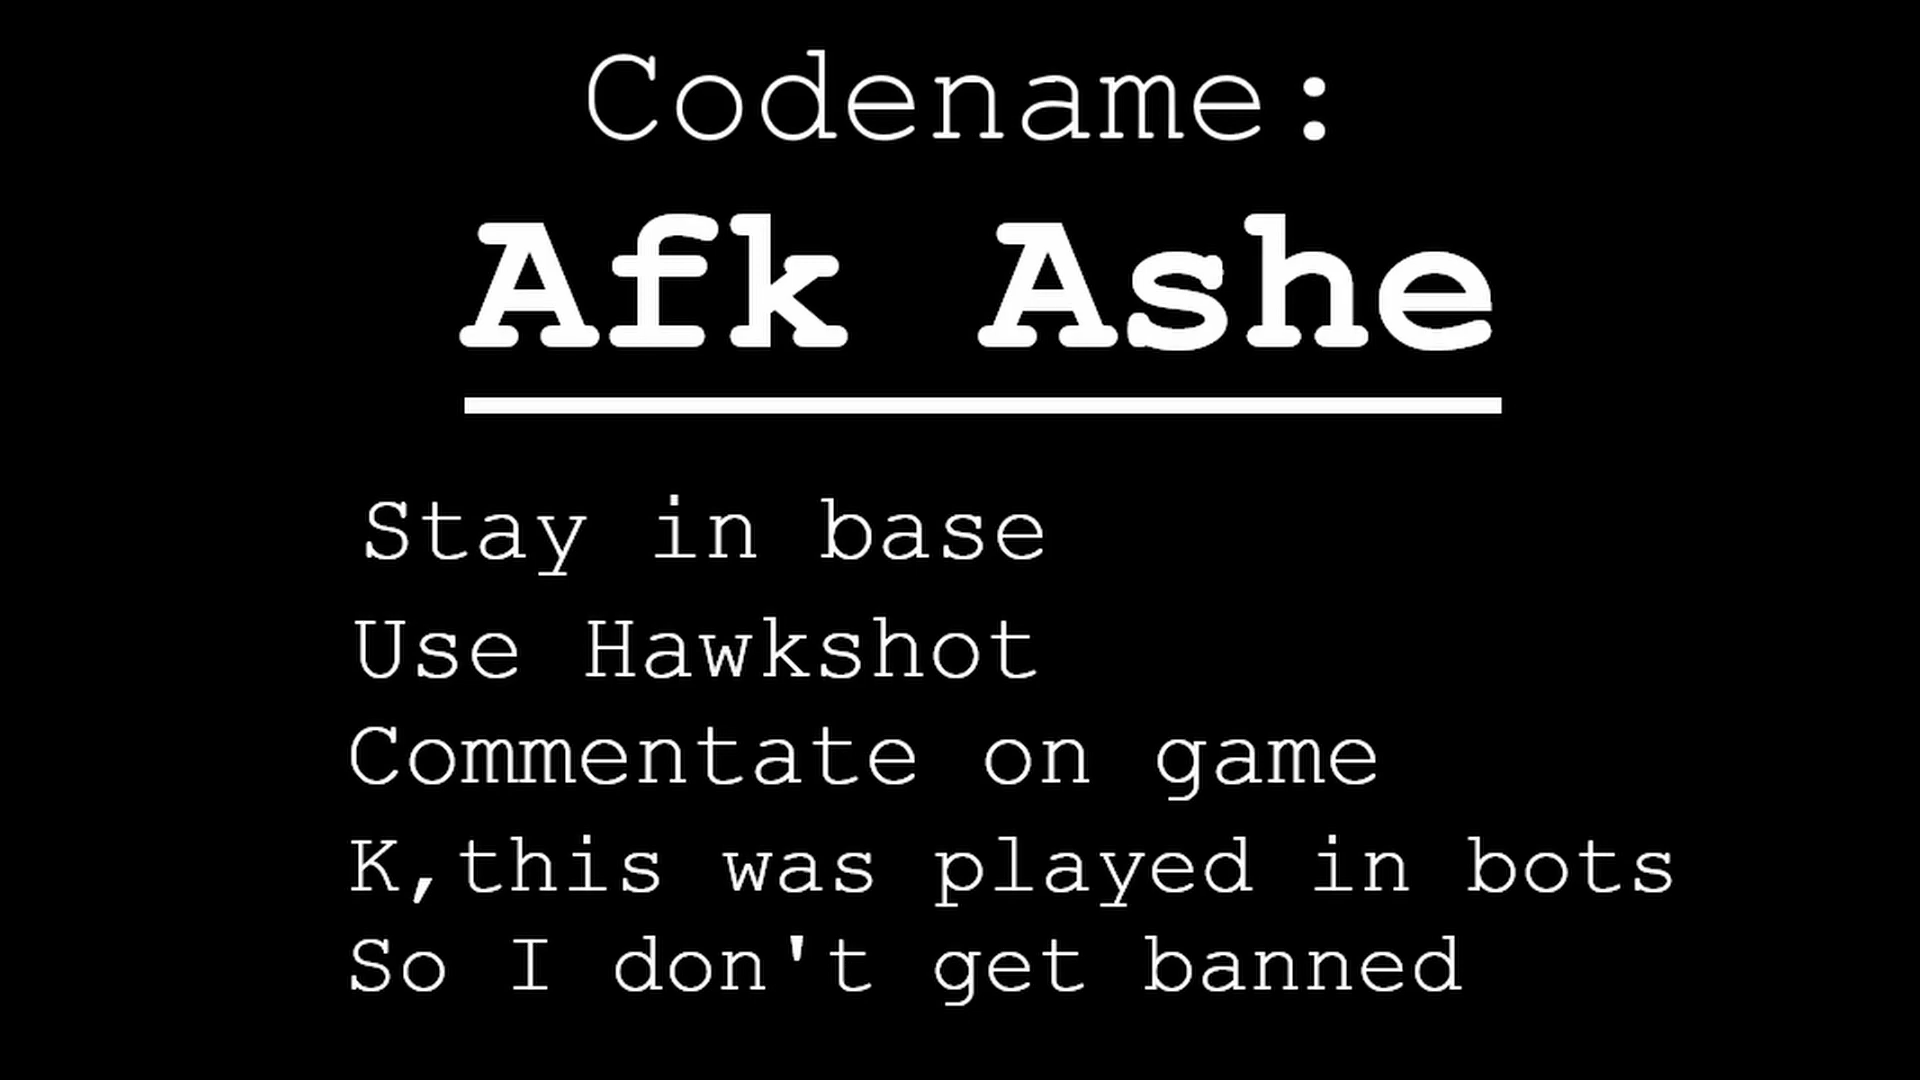 Codename:
Afk Ashe
Stay in base
Use Hawkshot
Commentate on game
K,this was played in bots
So I don't get banned